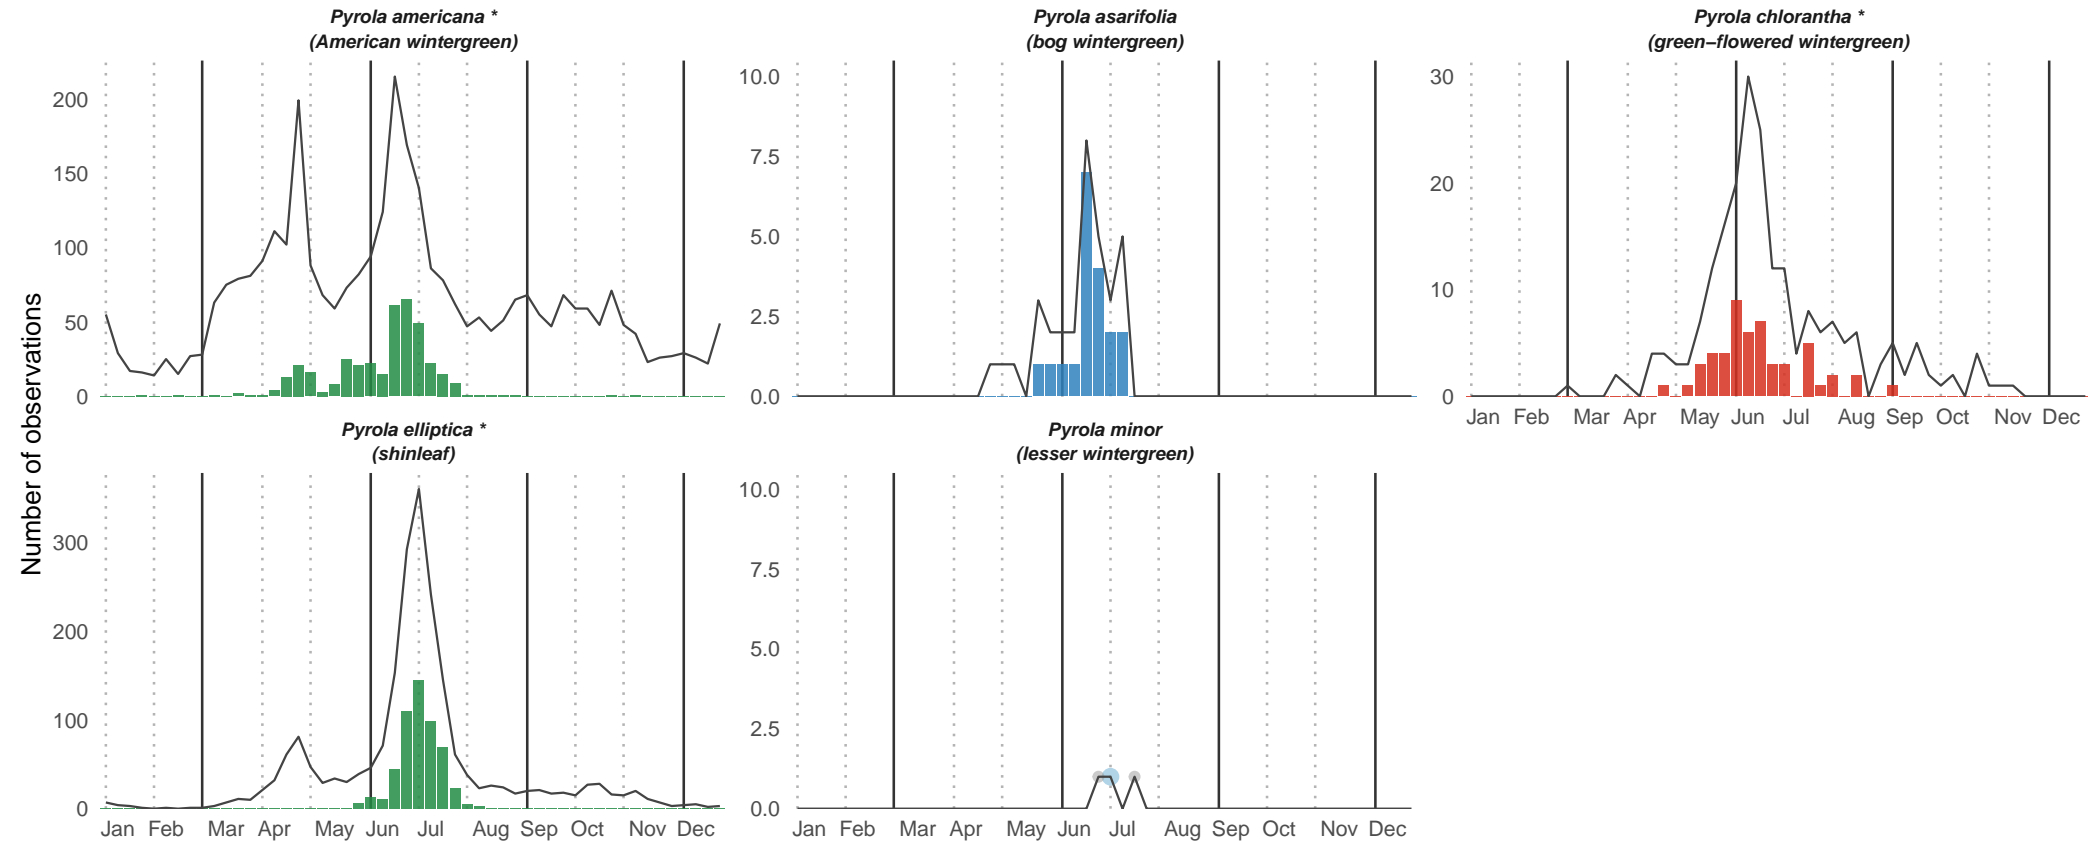 Number of observations
Pyrola americana *
(American wintergreen)
200
150
100
50
0
Pyrola asarifolia
(bog wintergreen)
10.0
7.5
5.0
2.5
0.0
Pyrola chlorantha *
(green−flowered wintergreen)
30
20
10
0
Jan Feb Mar Apr May Jun Jul Aug Sep Oct Nov Dec
Pyrola elliptica *
(shinleaf)
300
200
100
0
Jan Feb Mar Apr May Jun Jul Aug Sep Oct Nov Dec
Pyrola minor
(lesser wintergreen)
10.0
7.5
5.0
2.5
0.0
Jan Feb Mar Apr May Jun Jul Aug Sep Oct Nov Dec